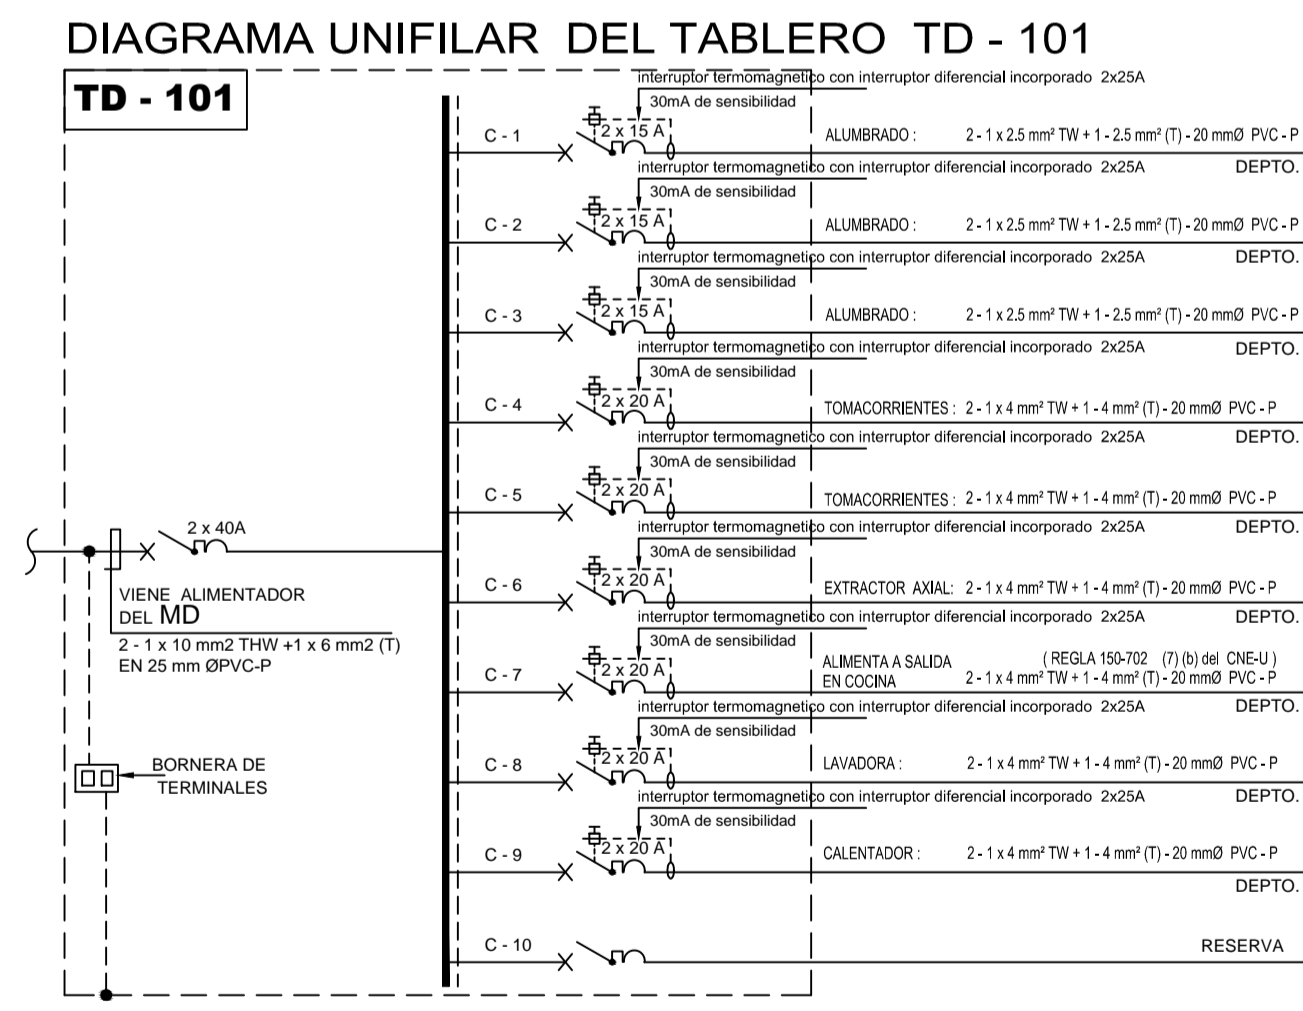 DIAGRAMA UNIFILAR DEL TABLERO TD - 101
TD - 101
interruptor termomagnetico con interruptor diferencial incorporado 2x25A
30mA de sensibilidad
C - 1
2 x 15 A
ALUMBRADO : 2 - 1 x 2.5 mm² TW + 1 - 2.5 mm² (T) - 20 mmØ PVC - P
DEPTO.
interruptor termomagnetico con interruptor diferencial incorporado 2x25A
30mA de sensibilidad
C - 2
2 x 15 A
ALUMBRADO : 2 - 1 x 2.5 mm² TW + 1 - 2.5 mm² (T) - 20 mmØ PVC - P
DEPTO.
interruptor termomagnetico con interruptor diferencial incorporado 2x25A
30mA de sensibilidad
C - 3
2 x 15 A
ALUMBRADO : 2 - 1 x 2.5 mm² TW + 1 - 2.5 mm² (T) - 20 mmØ PVC - P
DEPTO.
interruptor termomagnetico con interruptor diferencial incorporado 2x25A
30mA de sensibilidad
C - 4
2 x 20 A
TOMACORRIENTES : 2 - 1 x 4 mm² TW + 1 - 4 mm² (T) - 20 mmØ PVC - P
DEPTO.
interruptor termomagnetico con interruptor diferencial incorporado 2x25A
30mA de sensibilidad
C - 5
2 x 20 A
TOMACORRIENTES : 2 - 1 x 4 mm² TW + 1 - 4 mm² (T) - 20 mmØ PVC - P
DEPTO.
interruptor termomagnetico con interruptor diferencial incorporado 2x25A
30mA de sensibilidad
C - 6
2 x 20 A
EXTRACTOR AXIAL: 2 - 1 x 4 mm² TW + 1 - 4 mm² (T) - 20 mmØ PVC - P
DEPTO.
interruptor termomagnetico con interruptor diferencial incorporado 2x25A
30mA de sensibilidad
C - 7
2 x 20 A
ALIMENTA A SALIDA ( REGLA 150-702 (7) (b) del CNE-U )
EN COCINA 2 - 1 x 4 mm² TW + 1 - 4 mm² (T) - 20 mmØ PVC - P
DEPTO.
interruptor termomagnetico con interruptor diferencial incorporado 2x25A
30mA de sensibilidad
C - 8
2 x 20 A
LAVADORA : 2 - 1 x 4 mm² TW + 1 - 4 mm² (T) - 20 mmØ PVC - P
DEPTO.
interruptor termomagnetico con interruptor diferencial incorporado 2x25A
30mA de sensibilidad
C - 9
2 x 20 A
CALENTADOR : 2 - 1 x 4 mm² TW + 1 - 4 mm² (T) - 20 mmØ PVC - P
DEPTO.
C - 10
RESERVA
2 x 40A
VIENE ALIMENTADOR
DEL MD
2 - 1 x 10 mm2 THW +1 x 6 mm2 (T)
EN 25 mm ØPVC-P
BORNERA DE
TERMINALES